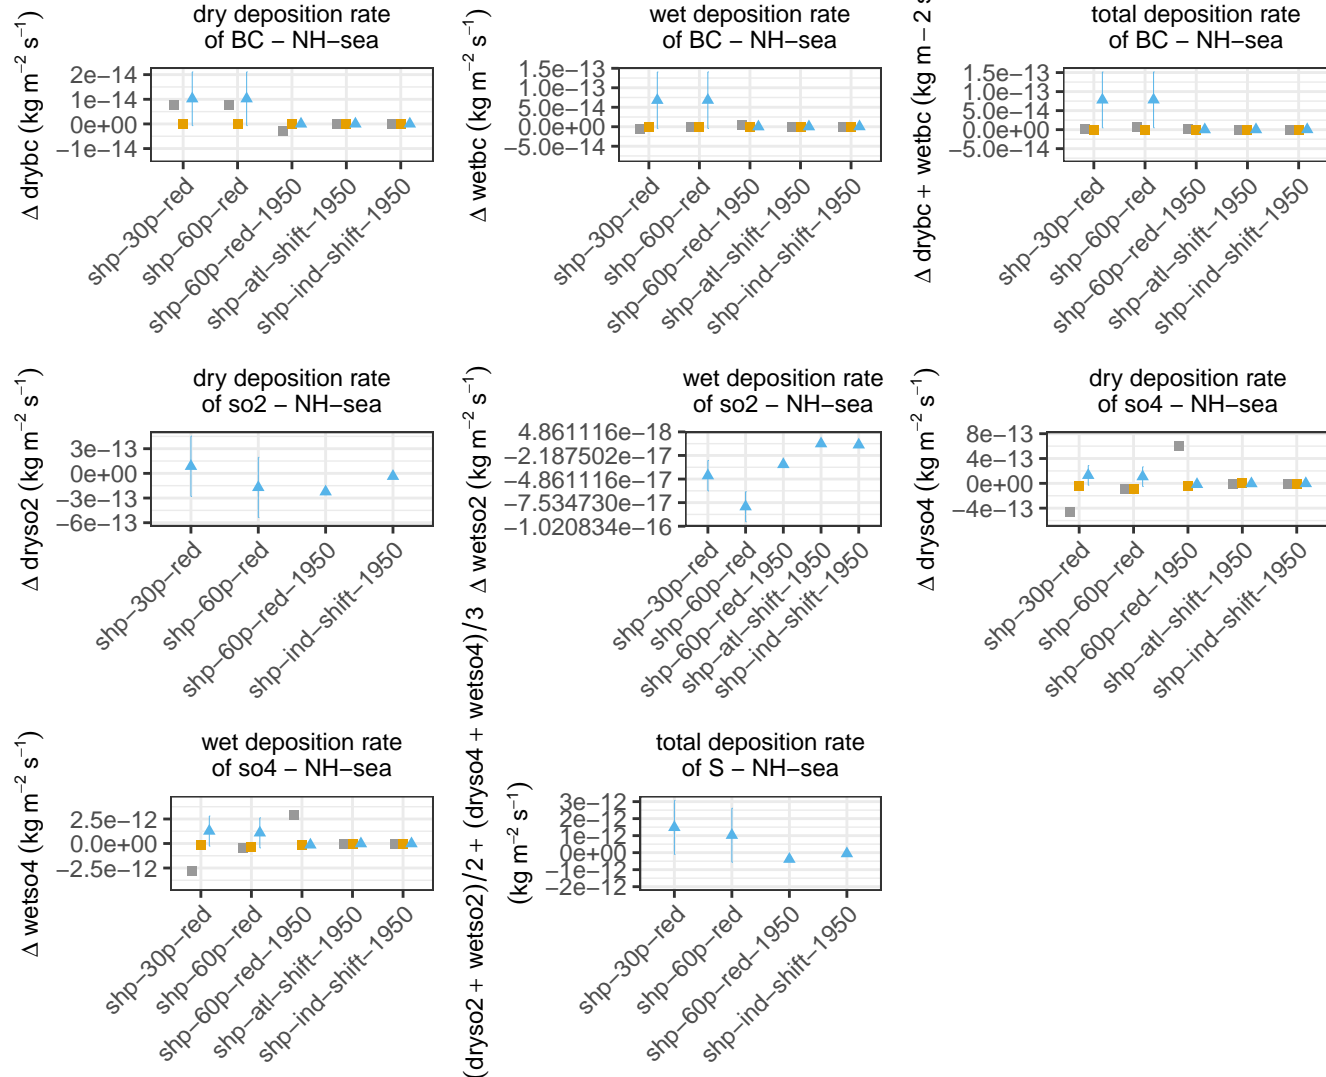 dry deposition rate
of BC − NH−sea
Δ drybc (kg m−2 s−1)
2e−14
1e−14
0e+00
−1e−14
shp−30p−red
shp−60p−red
shp−60p−red−1950
shp−atl−shift−1950
shp−ind−shift−1950
wet deposition rate
of BC − NH−sea
Δ wetbc (kg m−2 s−1)
1.5e−13
1.0e−13
5.0e−14
0.0e+00
−5.0e−14
shp−30p−red
shp−60p−red
shp−60p−red−1950
shp−atl−shift−1950
shp−ind−shift−1950
total deposition rate
of BC − NH−sea
Δ drybc + wetbc (kg m−2 s
1.5e−13
1.0e−13
5.0e−14
0.0e+00
−5.0e−14
shp−30p−red
shp−60p−red
shp−60p−red−1950
shp−atl−shift−1950
shp−ind−shift−1950
dry deposition rate
of so2 − NH−sea
Δ dryso2 (kg m−2 s−1)
3e−13
0e+00
−3e−13
−6e−13
shp−30p−red
shp−60p−red
shp−60p−red−1950
shp−ind−shift−1950
wet deposition rate
of so2 − NH−sea
Δ wetso2 (kg m−2 s−1)
4.861116e−18
−2.187502e−17
−4.861116e−17
−7.534730e−17
−1.020834e−16
shp−30p−red
shp−60p−red
shp−60p−red−1950
shp−atl−shift−1950
shp−ind−shift−1950
dry deposition rate
of so4 − NH−sea
Δ dryso4 (kg m−2 s−1)
8e−13
4e−13
0e+00
−4e−13
shp−30p−red
shp−60p−red
shp−60p−red−1950
shp−atl−shift−1950
shp−ind−shift−1950
wet deposition rate
of so4 − NH−sea
Δ wetso4 (kg m−2 s−1)
2.5e−12
0.0e+00
−2.5e−12
shp−30p−red
shp−60p−red
shp−60p−red−1950
shp−atl−shift−1950
shp−ind−shift−1950
total deposition rate
of S − NH−sea
(dryso2 + wetso2)/2 + (dryso4 + wetso4)/3
(kg m−2 s−1)
3e−12
2e−12
1e−12
0e+00
−1e−12
−2e−12
shp−30p−red
shp−60p−red
shp−60p−red−1950
shp−ind−shift−1950